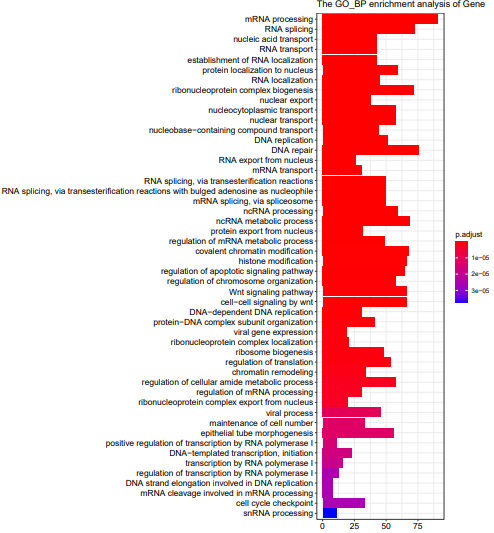 The GO_BP enrichment analysis of Gene
mRNA processing
RNA splicing
nucleic acid transport
RNA transport
establishment of RNA localization
protein localization to nucleus
RNA localization
ribonucleoprotein complex biogenesis
nuclear export
nucleocytoplasmic transport
nuclear transport
nucleobase−containing compound transport
DNA replication
DNA repair
RNA export from nucleus
mRNA transport
RNA splicing, via transesterification reactions
RNA splicing, via transesterification reactions with bulged adenosine as nucleophile
mRNA splicing, via spliceosome
ncRNA processing
ncRNA metabolic process
protein export from nucleus
regulation of mRNA metabolic process
covalent chromatin modification
histone modification
regulation of apoptotic signaling pathway
regulation of chromosome organization
Wnt signaling pathway
cell−cell signaling by wnt
DNA−dependent DNA replication
protein−DNA complex subunit organization
viral gene expression
ribonucleoprotein complex localization
ribosome biogenesis
regulation of translation
chromatin remodeling
regulation of cellular amide metabolic process
regulation of mRNA processing
ribonucleoprotein complex export from nucleus
viral process
maintenance of cell number
epithelial tube morphogenesis
positive regulation of transcription by RNA polymerase I
DNA−templated transcription, initiation
transcription by RNA polymerase I
regulation of transcription by RNA polymerase I
DNA strand elongation involved in DNA replication
mRNA cleavage involved in mRNA processing
cell cycle checkpoint
snRNA processing
0 25 50 75
p.adjust
1e−05
2e−05
3e−05